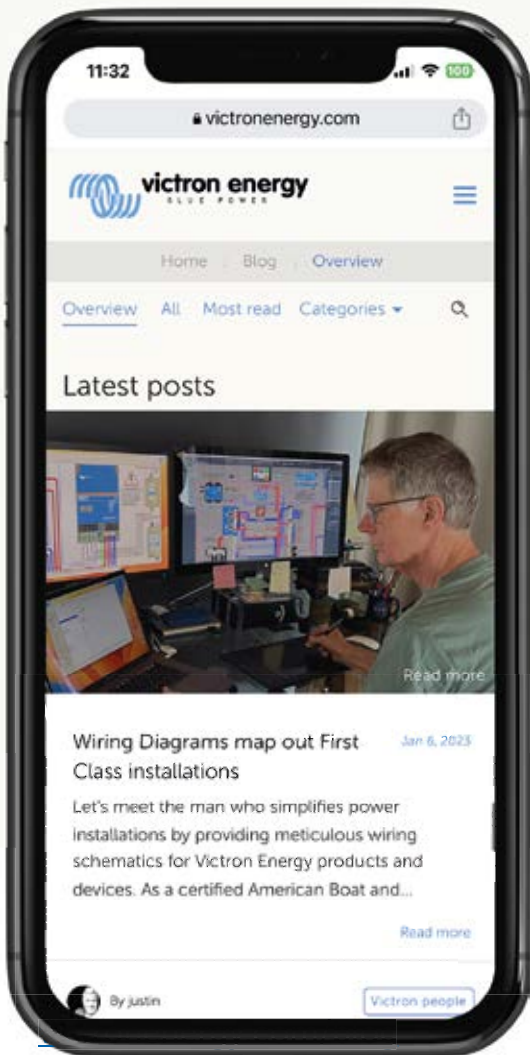 11:32
100
victronenergy.com
victron energy
BLUE POWER
Home Blog Overview
Overview All Most read Categories
Latest posts
Read more
Wiring Diagrams map out First
Jan 6, 2023
Class installations
Let's meet the man who simplifies power
installations by providing meticulous wiring
schematics for Victron Energy products and
devices. As a certified American Boat and...
Read more
By justin
Victron people